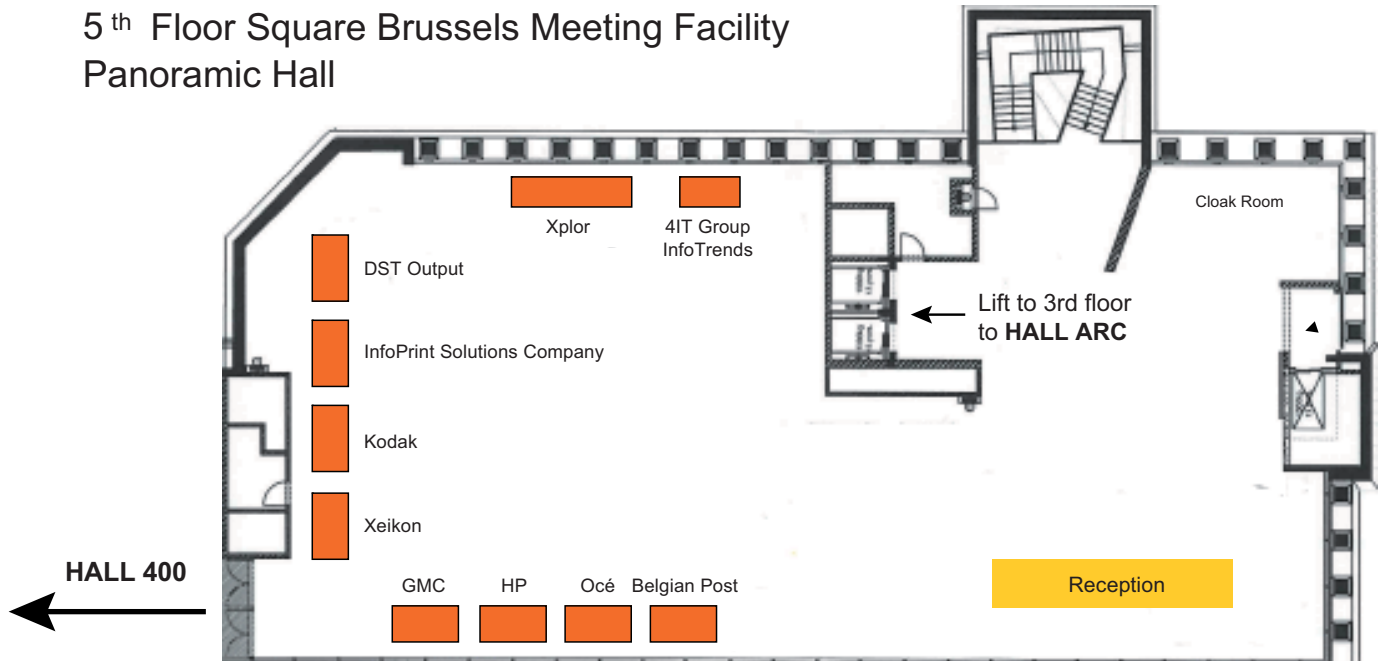 5 th Floor Square Brussels Meeting Facility
Panoramic Hall
Cloak Room
Xplor
4IT Group
InfoTrends
DST Output
Lift to 3rd floor
to HALL ARC
InfoPrint Solutions Company
Kodak
Xeikon
HALL 400
GMC
HP
Océ
Belgian Post
Reception